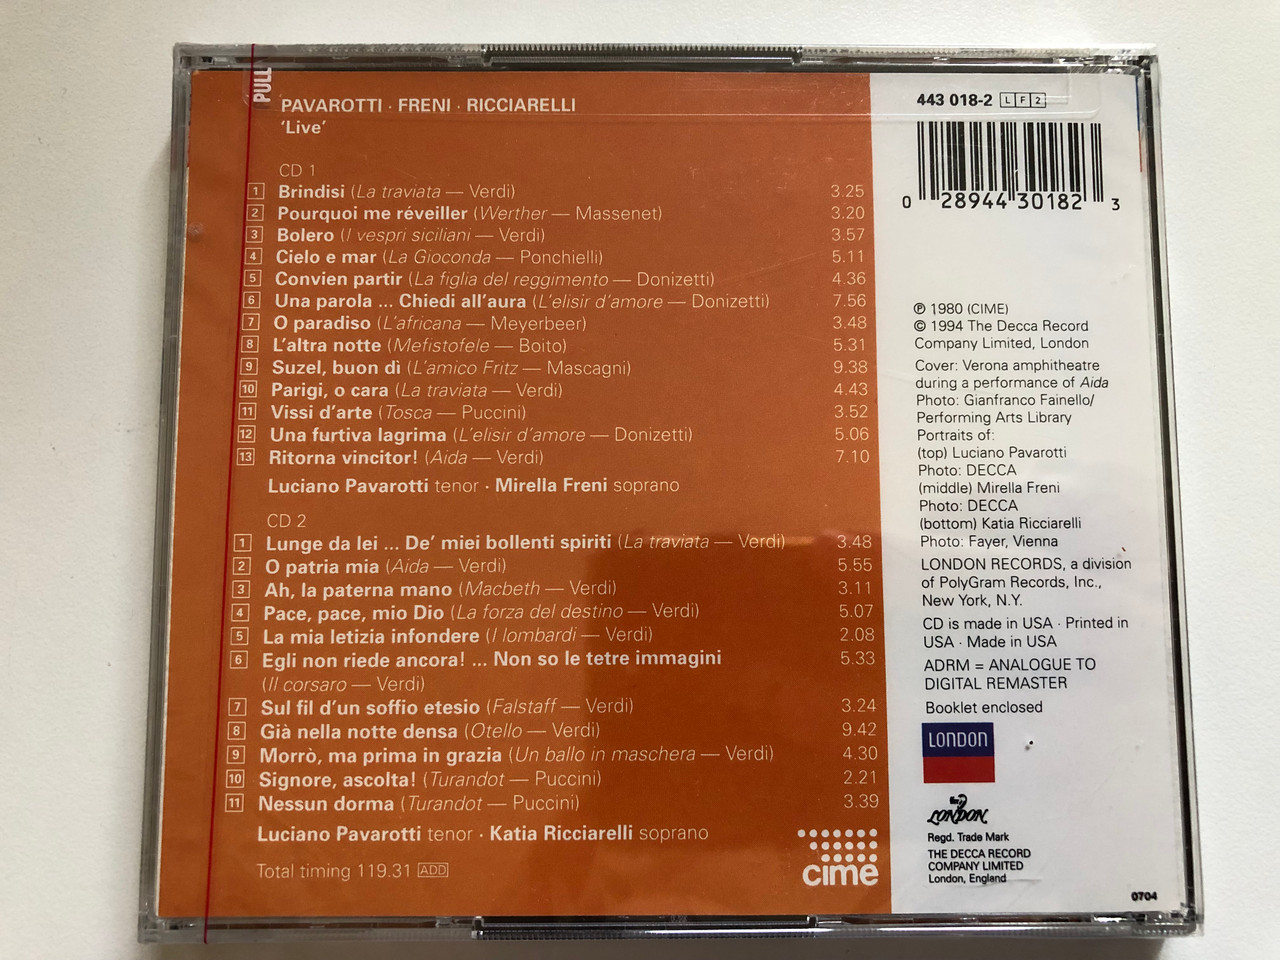 PULL
PAVAROTTI · FRENI · RICCIARELLI
‘Live’
CD 1
1 Brindisi (La traviata — Verdi) 3.25
2 Pourquoi me réveiller (Werther — Massenet) 3.20
3 Bolero (I vespri siciliani — Verdi) 3.57
4 Cielo e mar (La Gioconda — Ponchielli) 5.11
5 Convien partir (La figlia del reggimento — Donizetti) 4.36
6 Una parola ... Chiedi all’aura (L’elisir d’amore — Donizetti) 7.56
7 O paradiso (L’africana — Meyerbeer) 3.48
8 L’altra notte (Mefistofele — Boito) 5.31
9 Suzel, buon dì (L’amico Fritz — Mascagni) 9.38
10 Parigi, o cara (La traviata — Verdi) 4.43
11 Vissi d’arte (Tosca — Puccini) 3.52
12 Una furtiva lagrima (L’elisir d’amore — Donizetti) 5.06
13 Ritorna vincitor! (Aida — Verdi) 7.10
Luciano Pavarotti tenor · Mirella Freni soprano
CD 2
1 Lunge da lei ... De’ miei bollenti spiriti (La traviata — Verdi) 3.48
2 O patria mia (Aida — Verdi) 5.55
3 Ah, la paterna mano (Macbeth — Verdi) 3.11
4 Pace, pace, mio Dio (La forza del destino — Verdi) 5.07
5 La mia letizia infondere (I lombardi — Verdi) 2.08
6 Egli non riede ancora! ... Non so le tetre immagini 5.33
(Il corsaro — Verdi)
7 Sul fil d’un soffio etesio (Falstaff — Verdi) 3.24
8 Già nella notte densa (Otello — Verdi) 9.42
9 Morrò, ma prima in grazia (Un ballo in maschera — Verdi) 4.30
10 Signore, ascolta! (Turandot — Puccini) 2.21
11 Nessun dorma (Turandot — Puccini) 3.39
Luciano Pavarotti tenor · Katia Ricciarelli soprano
Total timing 119.31 ADD
cime
443 018-2 L F 2
0 28944 30182 3
℗ 1980 (CIME)
© 1994 The Decca Record
Company Limited, London
Cover: Verona amphitheatre
during a performance of Aida
Photo: Gianfranco Fainello/
Performing Arts Library
Portraits of:
(top) Luciano Pavarotti
Photo: DECCA
(middle) Mirella Freni
Photo: DECCA
(bottom) Katia Ricciarelli
Photo: Fayer, Vienna
LONDON RECORDS, a division
of PolyGram Records, Inc.,
New York, N.Y.
CD is made in USA · Printed in
USA · Made in USA
ADRM = ANALOGUE TO
DIGITAL REMASTER
Booklet enclosed
LONDON
LONDON
Regd. Trade Mark
THE DECCA RECORD
COMPANY LIMITED
London, England
0704